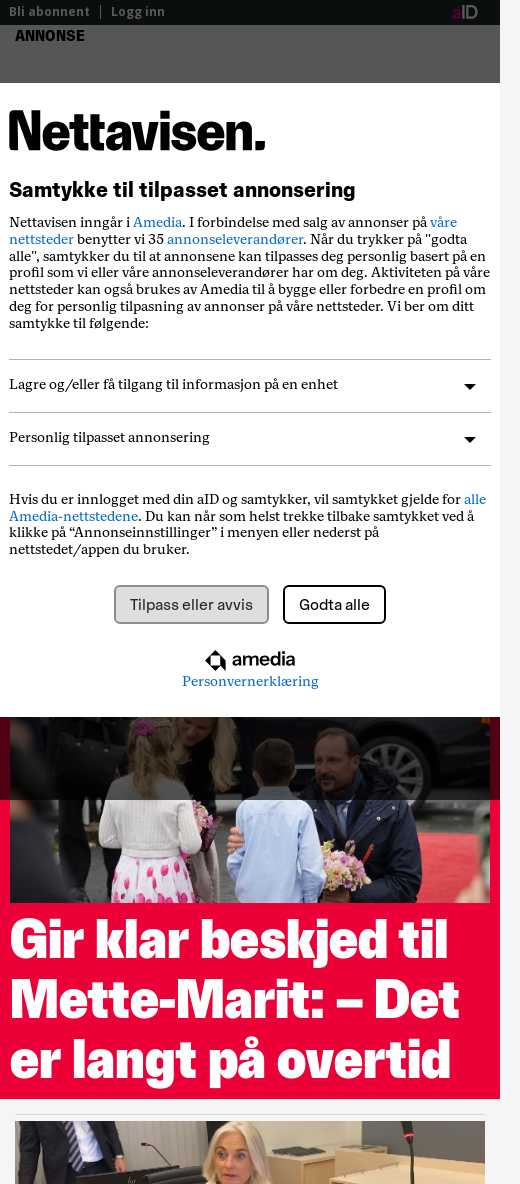 Bli abonnent | Logg inn
aID
ANNONSE
Nettavisen.
Samtykke til tilpasset annonsering
Nettavisen inngår i Amedia. I forbindelse med salg av annonser på våre
nettsteder benytter vi 35 annonseleverandører. Når du trykker på "godta
alle", samtykker du til at annonsene kan tilpasses deg personlig basert på en
profil som vi eller våre annonseleverandører har om deg. Aktiviteten på våre
nettsteder kan også brukes av Amedia til å bygge eller forbedre en profil om
deg for personlig tilpasning av annonser på våre nettsteder. Vi ber om ditt
samtykke til følgende:
Lagre og/eller få tilgang til informasjon på en enhet
Personlig tilpasset annonsering
Hvis du er innlogget med din aID og samtykker, vil samtykket gjelde for alle
Amedia-nettstedene. Du kan når som helst trekke tilbake samtykket ved å
klikke på “Annonseinnstillinger” i menyen eller nederst på
nettstedet/appen du bruker.
Tilpass eller avvis
Godta alle
amedia
Personvernerklæring
Gir klar beskjed til
Mette-Marit: – Det
er langt på overtid